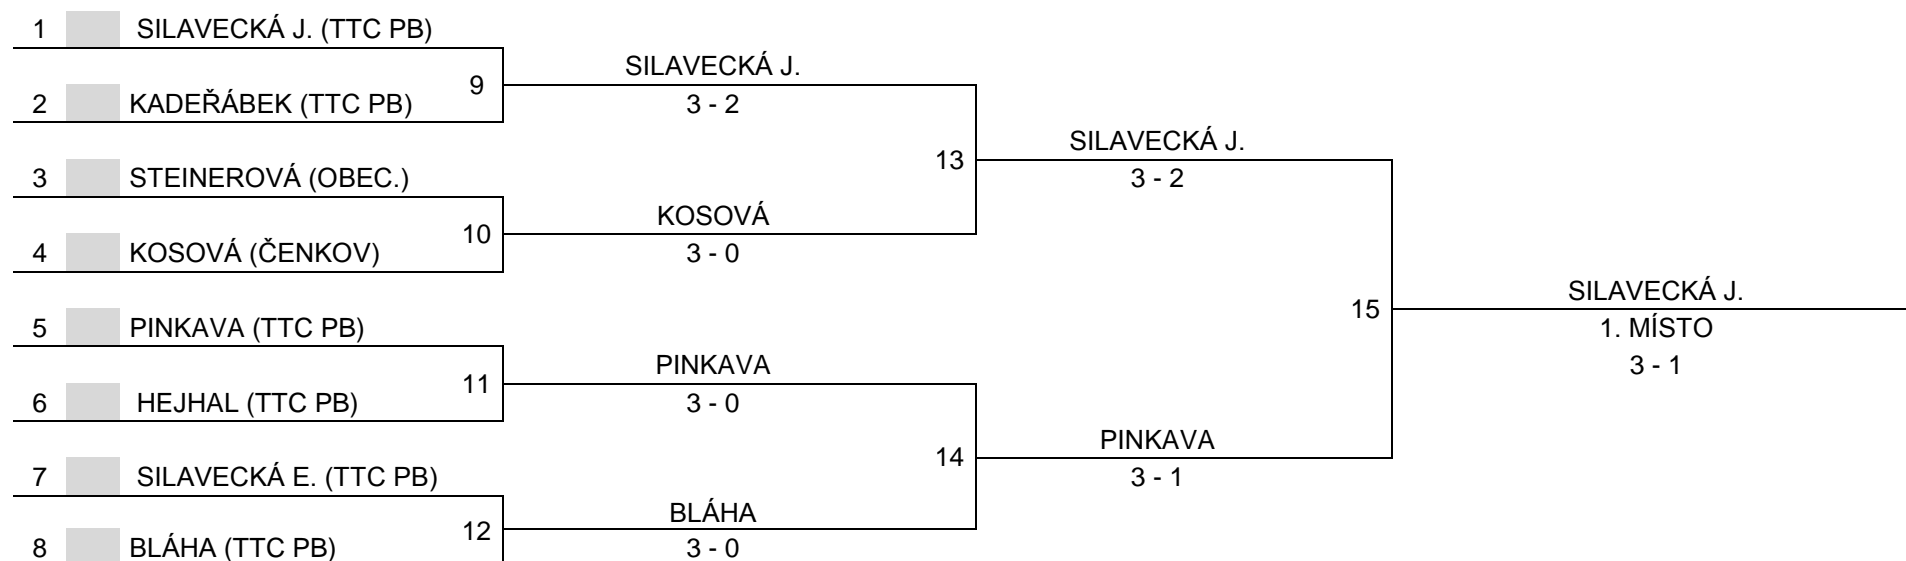 1 SILAVECKÁ J. (TTC PB)
SILAVECKÁ J.
9
3 - 2
2 KADEŘÁBEK (TTC PB)
SILAVECKÁ J.
13
3 - 2
3 STEINEROVÁ (OBEC.)
KOSOVÁ
10
3 - 0
4 KOSOVÁ (ČENKOV)
SILAVECKÁ J.
15
1. MÍSTO
3 - 1
5 PINKAVA (TTC PB)
PINKAVA
11
3 - 0
6 HEJHAL (TTC PB)
PINKAVA
14
3 - 1
7 SILAVECKÁ E. (TTC PB)
BLÁHA
12
3 - 0
8 BLÁHA (TTC PB)